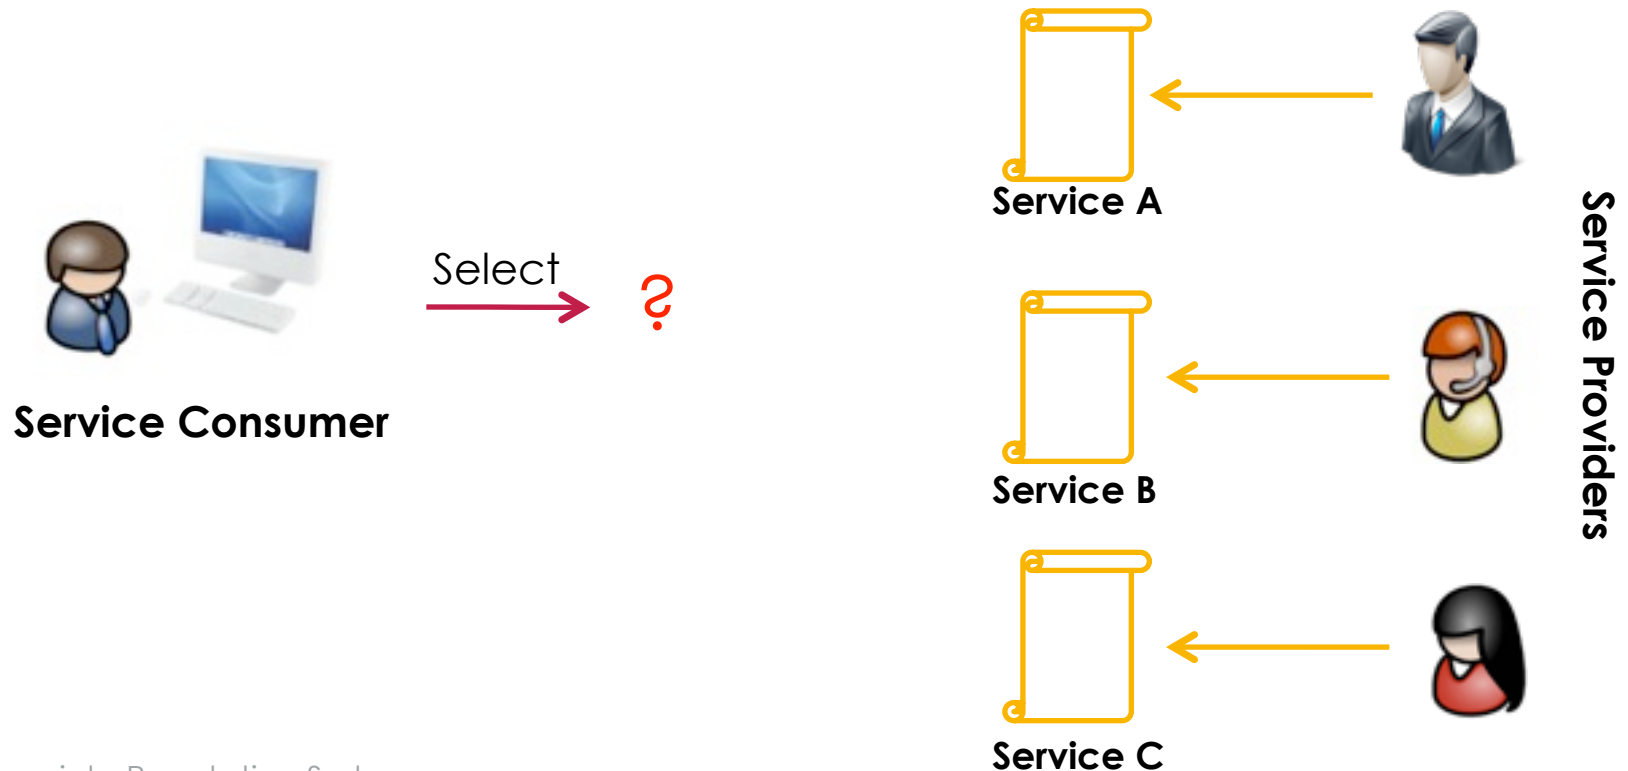 Service A
Select
?
Service Consumer
Service B
Service C
Service Providers